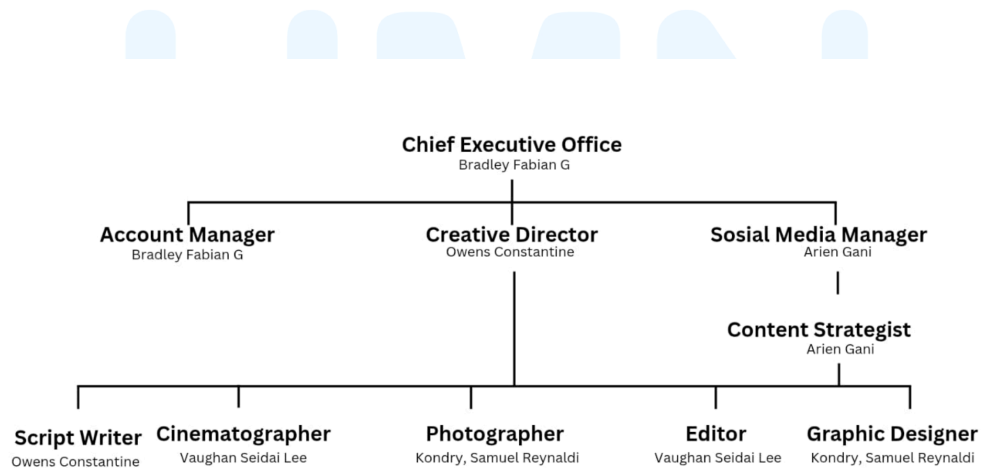 Chief Executive Office
Bradley Fabian G
Account Manager
Bradley Fabian G
Creative Director
Owens Constantine
Sosial Media Manager
Arien Gani
Content Strategist
Arien Gani
Script Writer
Owens Constantine
Cinematographer
Vaughan Seidai Lee
Photographer
Kondry, Samuel Reynaldi
Editor
Vaughan Seidai Lee
Graphic Designer
Kondry, Samuel Reynaldi